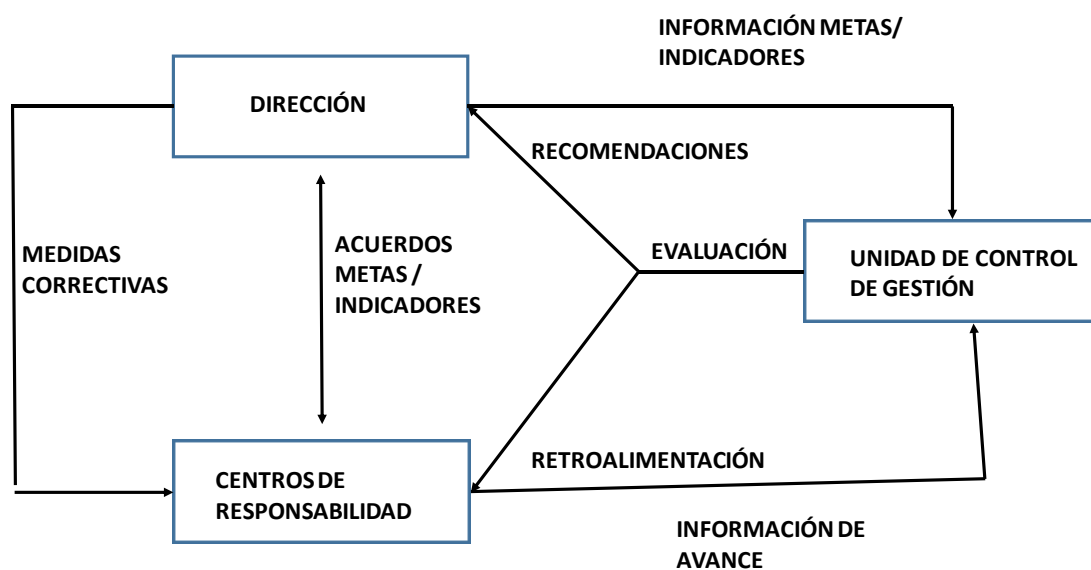 INFORMACIÓN METAS/
INDICADORES
DIRECCIÓN
RECOMENDACIONES
MEDIDAS
CORRECTIVAS
ACUERDOS
METAS /
INDICADORES
EVALUACIÓN
UNIDAD DE CONTROL
DE GESTIÓN
CENTROS DE
RESPONSABILIDAD
RETROALIMENTACIÓN
INFORMACIÓN DE
AVANCE